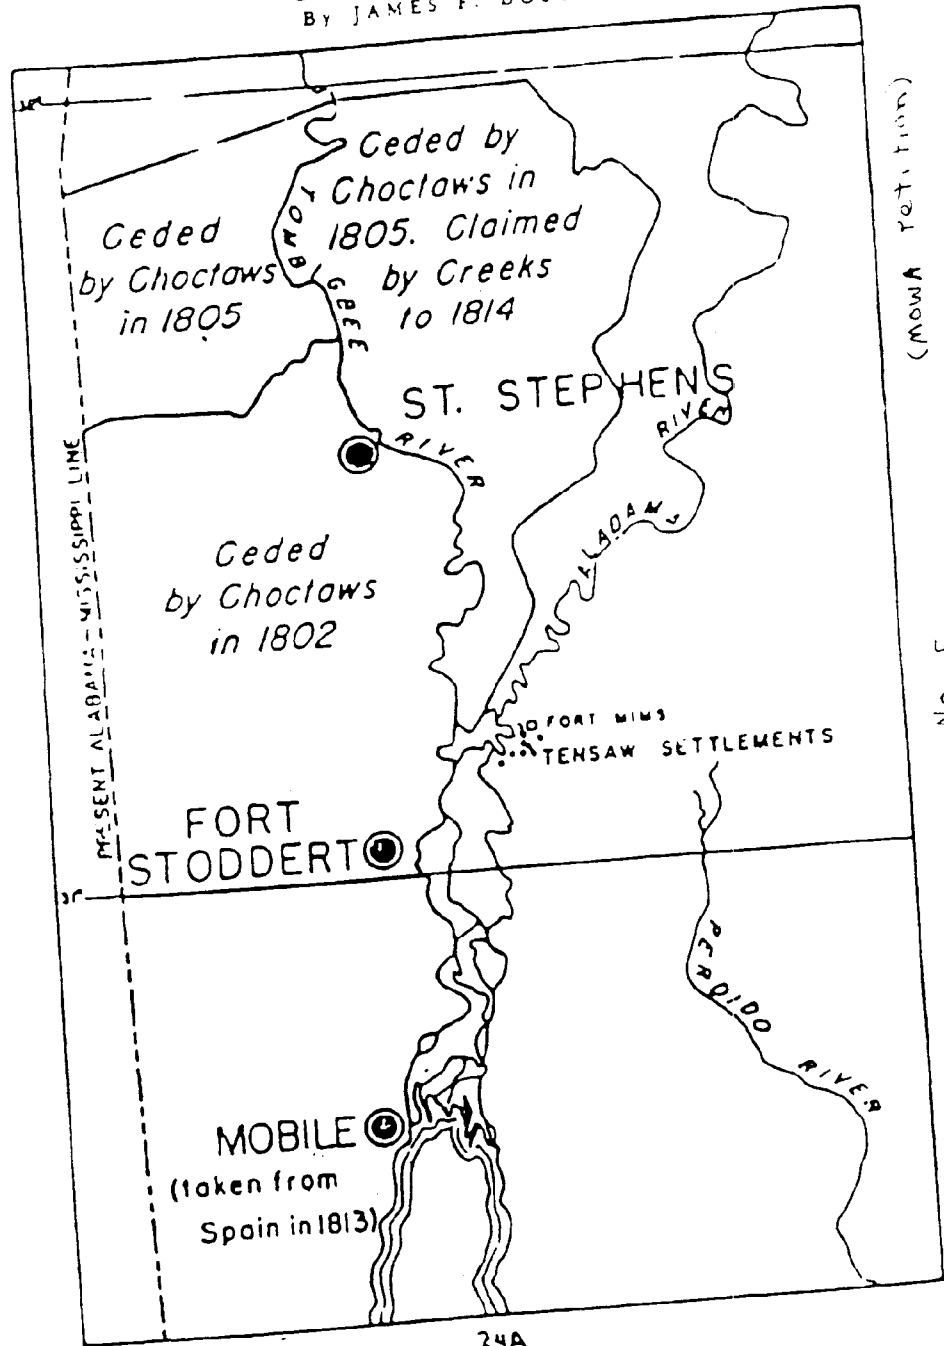 By JAMES F.
Ceded by
Choctaws in
1805. Claimed
by Creeks
to 1814
Ceded
by Choctaws
in 1805
TOMBIGBEE
RIVER
ST. STEPHENS
RIVER
PRESENT ALABAMA-MISSISSIPPI LINE
Ceded
by Choctaws
in 1802
FORT MIMS
TENSAW SETTLEMENTS
FORT
STODDERT
31°
PERDIDO
RIVER
MOBILE
(taken from
Spain in 1813)
24A
(MOWA Petition)